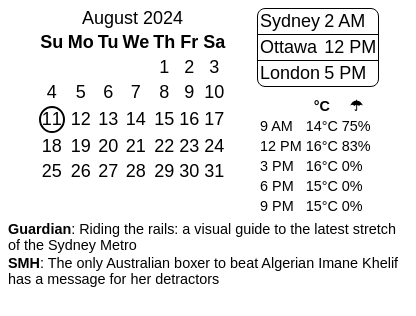 August 2024
Su Mo Tu We Th Fr Sa
1 2 3
4 5 6 7 8 9 10
11 12 13 14 15 16 17
18 19 20 21 22 23 24
25 26 27 28 29 30 31
Sydney 2 AM
Ottawa 12 PM
London 5 PM
°C ☂
9 AM 14°C 75%
12 PM 16°C 83%
3 PM 16°C 0%
6 PM 15°C 0%
9 PM 15°C 0%
Guardian: Riding the rails: a visual guide to the latest stretch
of the Sydney Metro
SMH: The only Australian boxer to beat Algerian Imane Khelif
has a message for her detractors